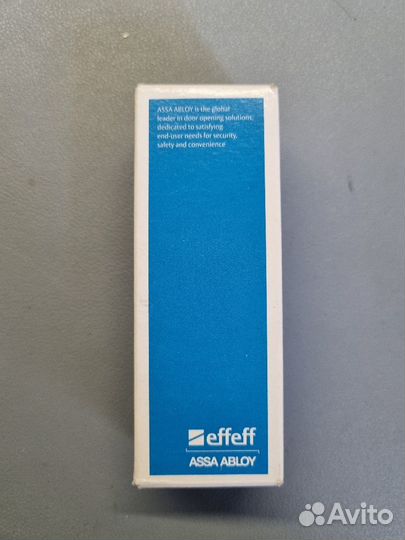 ASSA ABLOY is the global
leader in door opening solutions,
dedicated to satisfying
end-user needs for security,
safety and convenience
effeff
ASSA ABLOY
Avito